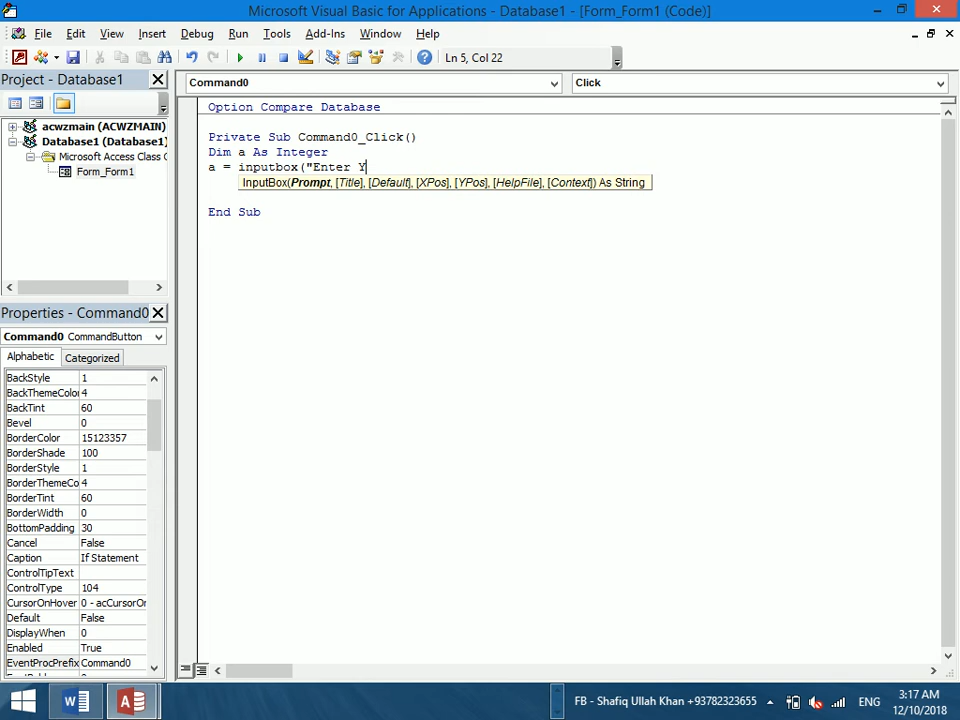 Microsoft Visual Basic for Applications - Database1 - [Form_Form1 (Code)]
File Edit View Insert Debug Run Tools Add-Ins Window Help
Ln 5, Col 22
Project - Database1
acwzmain (ACWZMAIN)
Database1 (Database1)
Microsoft Access Class O
Form_Form1
Command0
Click
Option Compare Database
Private Sub Command0_Click()
Dim a As Integer
a = inputbox("Enter Y
InputBox(Prompt, [Title], [Default], [XPos], [YPos], [HelpFile], [Context]) As String
End Sub
Properties - Command0
Command0 CommandButton
Alphabetic Categorized
BackStyle 1
BackThemeColor 4
BackTint 60
Bevel 0
BorderColor 15123357
BorderShade 100
BorderStyle 1
BorderThemeCo 4
BorderTint 60
BorderWidth 0
BottomPadding 30
Cancel False
Caption If Statement
ControlTipText
ControlType 104
CursorOnHover 0 - acCursorOn
Default False
DisplayWhen 0
Enabled True
EventProcPrefix Command0
FB - Shafiq Ullah Khan +93782323655
ENG
3:17 AM
12/10/2018